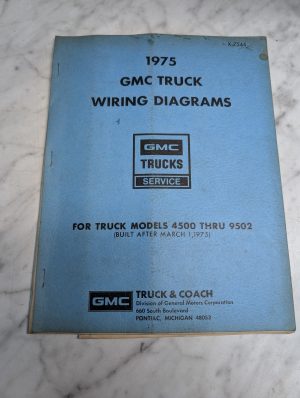 X-7544
1975
GMC TRUCK
WIRING DIAGRAMS
GMC
TRUCKS
SERVICE
FOR TRUCK MODELS 4500 THRU 9502
(BUILT AFTER MARCH 1, 1975)
GMC TRUCK & COACH
Division of General Motors Corporation
660 South Boulevard
PONTIAC, MICHIGAN 48053